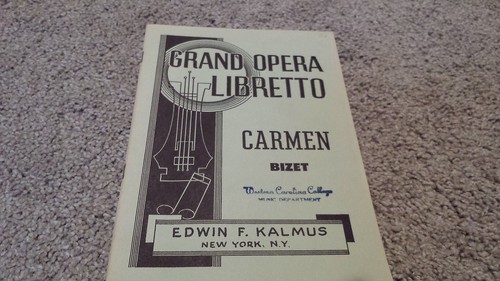 GRAND OPERA
LIBRETTO
CARMEN
BIZET
Western Carolina College
MUSIC DEPARTMENT
EDWIN F. KALMUS
NEW YORK, N.Y.